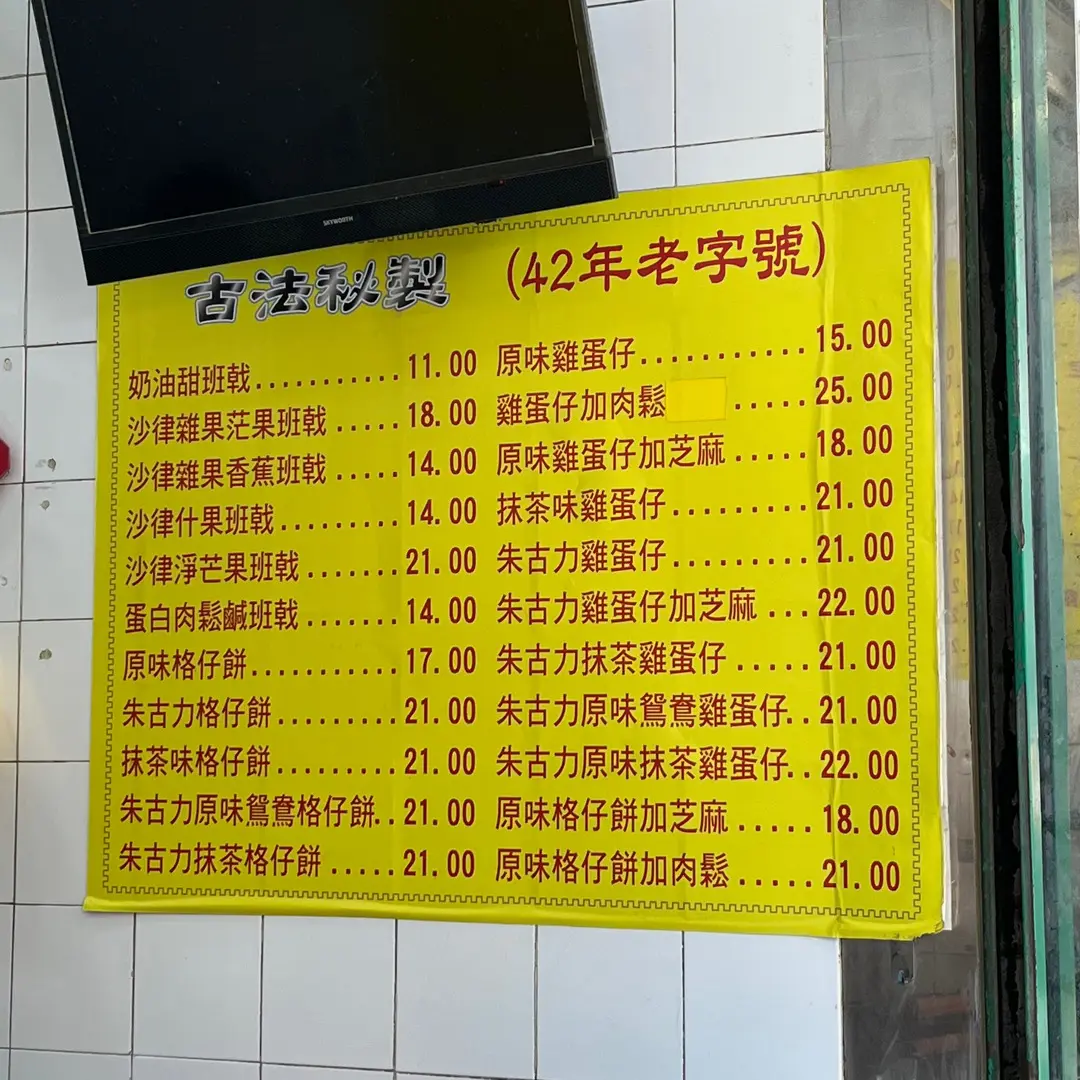 SKYWORTH
古法秘製 (42年老字號)
奶油甜班戟...........11.00
沙律雜果茫果班戟.....18.00
沙律雜果香蕉班戟.....14.00
沙律什果班戟.........14.00
沙律淨芒果班戟.......21.00
蛋白肉鬆鹹班戟.......14.00
原味格仔餅...........17.00
朱古力格仔餅.........21.00
抹茶味格仔餅.........21.00
朱古力原味鴛鴦格仔餅..21.00
朱古力抹茶格仔餅.....21.00
原味雞蛋仔...........15.00
雞蛋仔加肉鬆.....25.00
原味雞蛋仔加芝麻.....18.00
抹茶味雞蛋仔.........21.00
朱古力雞蛋仔.........21.00
朱古力雞蛋仔加芝麻...22.00
朱古力抹茶雞蛋仔.....21.00
朱古力原味鴛鴦雞蛋仔..21.00
朱古力原味抹茶雞蛋仔..22.00
原味格仔餅加芝麻.....18.00
原味格仔餅加肉鬆.....21.00